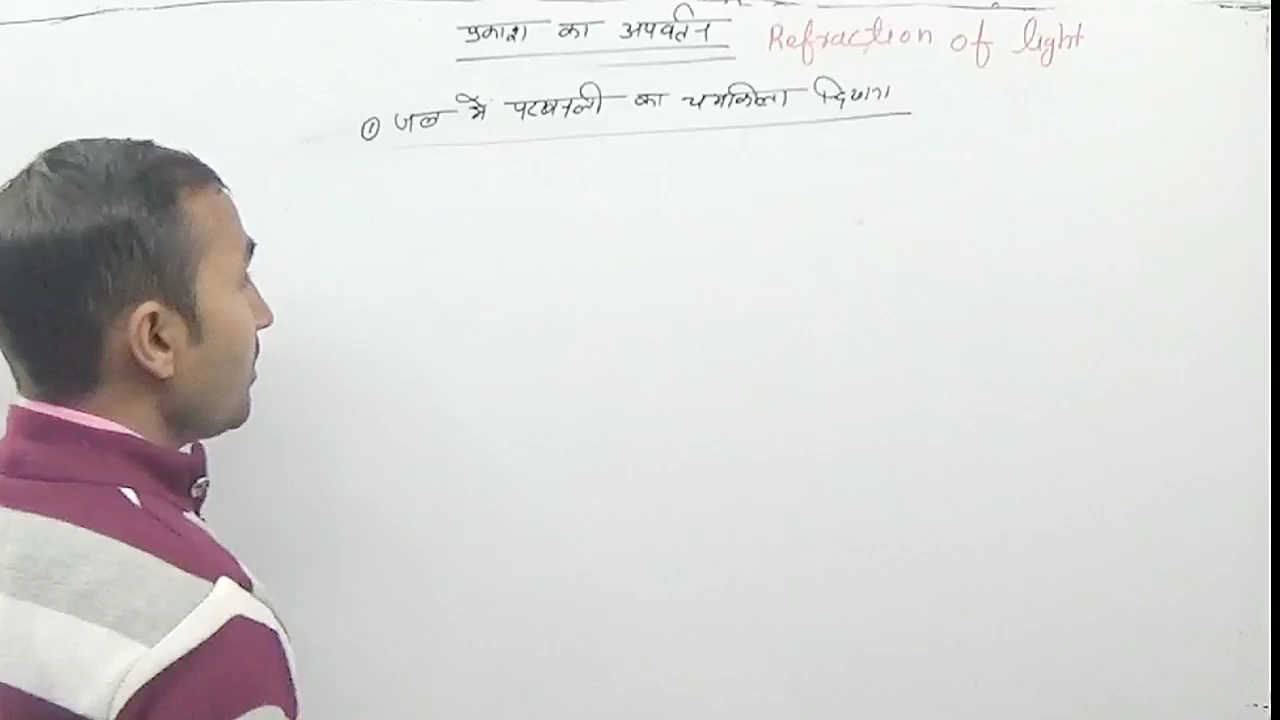 प्रकाश का अपवर्तन Refraction of light
① जल में परखनली का चमकिला दिखना